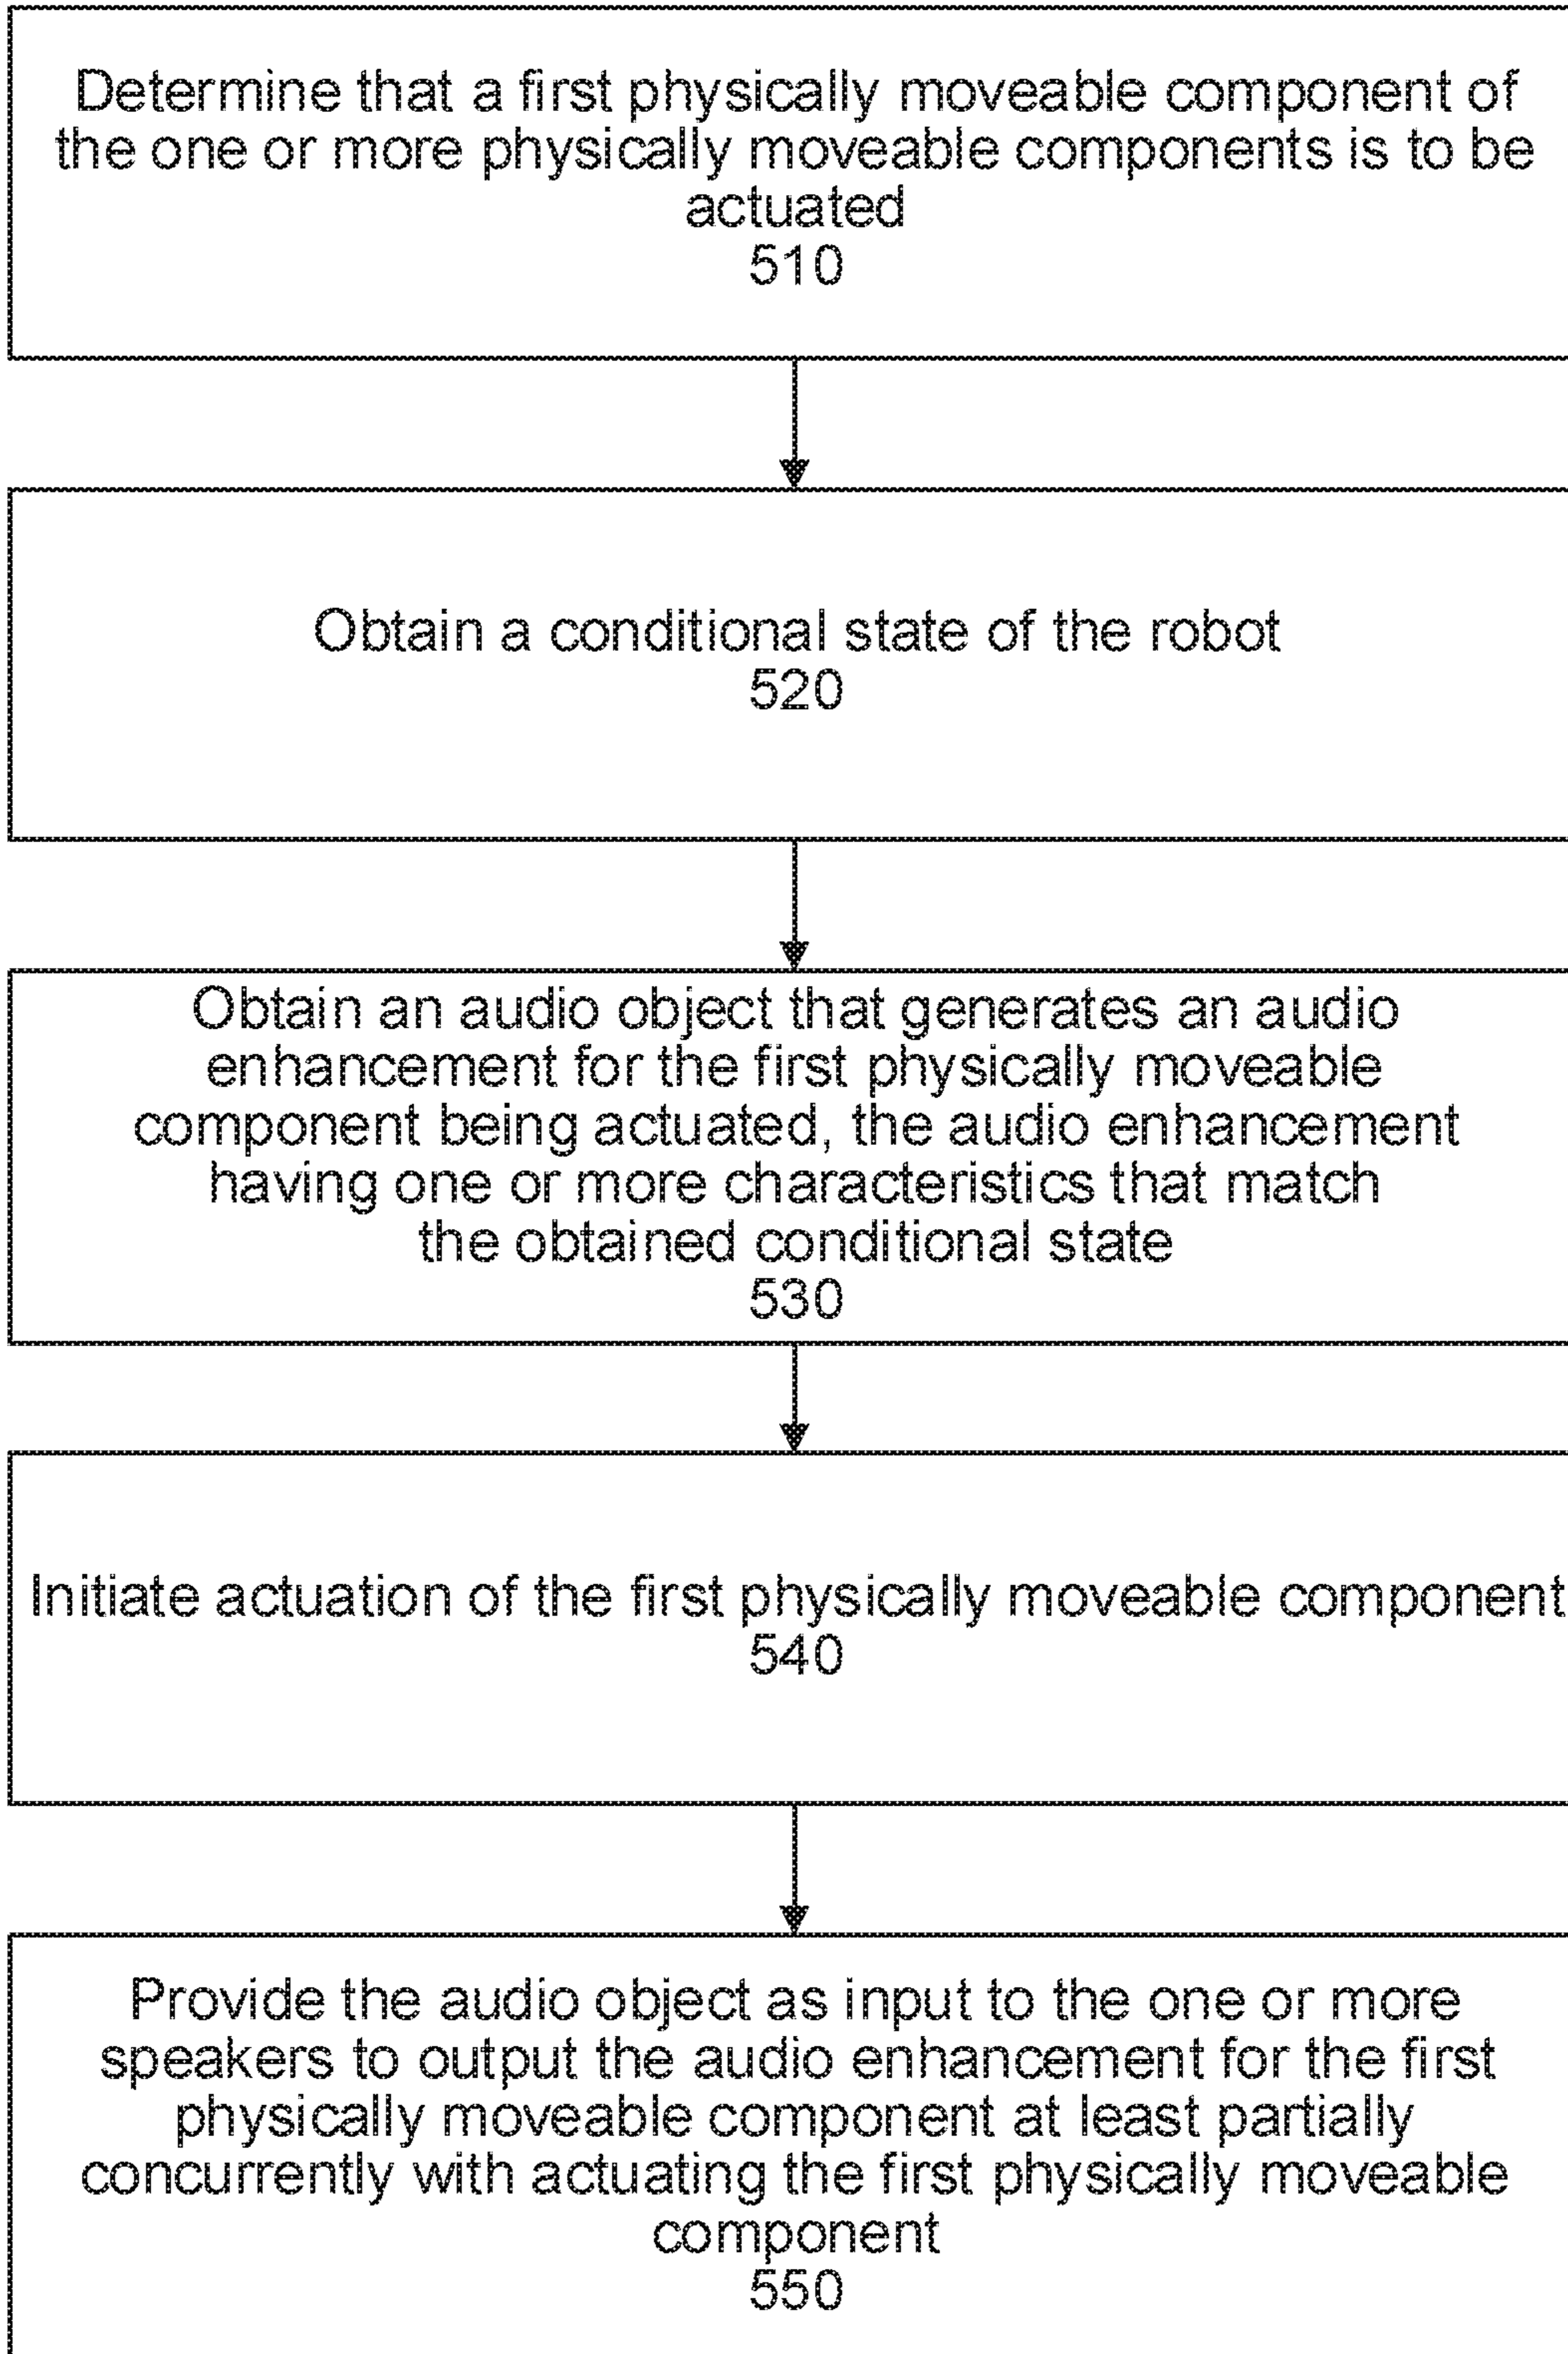 Determine that a first physically moveable component of
the one or more physically moveable components is to be
actuated
510
Obtain a conditional state of the robot
520
Obtain an audio object that generates an audio
enhancement for the first physically moveable
component being actuated, the audio enhancement
having one or more characteristics that match
the obtained conditional state
530
Initiate actuation of the first physically moveable component
540
Provide the audio object as input to the one or more
speakers to output the audio enhancement for the first
physically moveable component at least partially
concurrently with actuating the first physically moveable
component
550